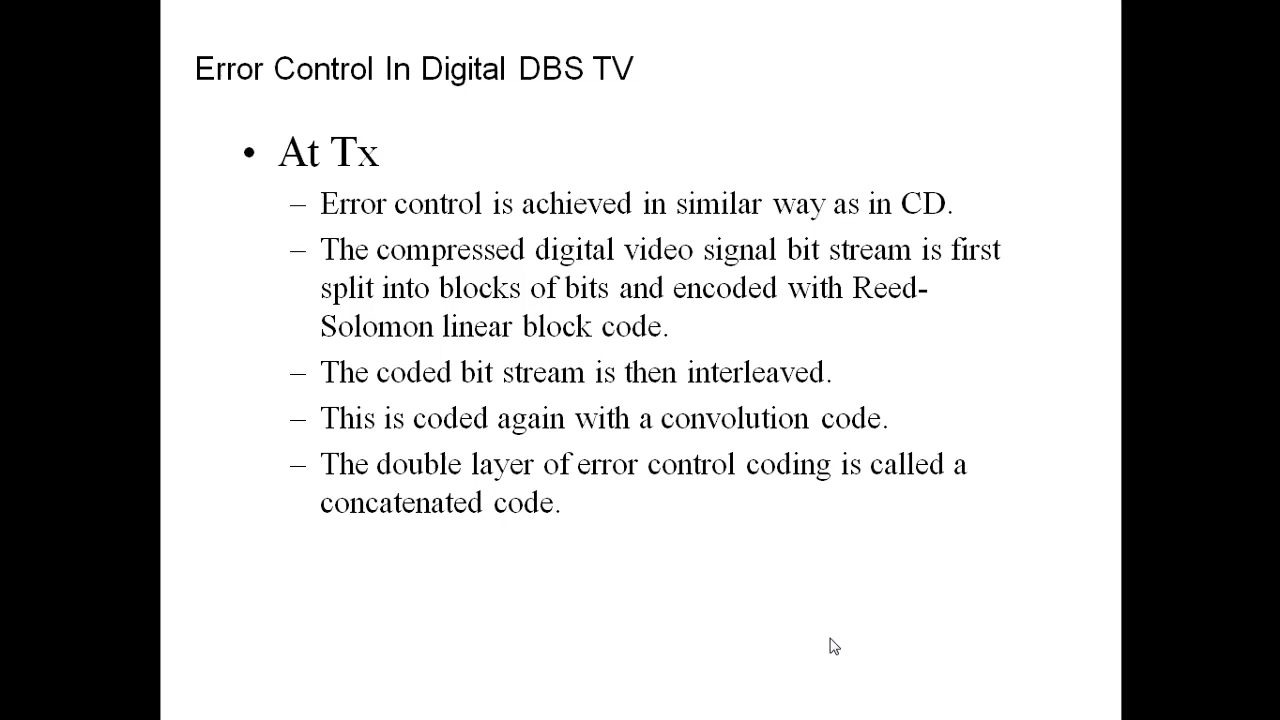 Error Control In Digital DBS TV
• At Tx
– Error control is achieved in similar way as in CD.
– The compressed digital video signal bit stream is first
split into blocks of bits and encoded with Reed-
Solomon linear block code.
– The coded bit stream is then interleaved.
– This is coded again with a convolution code.
– The double layer of error control coding is called a
concatenated code.